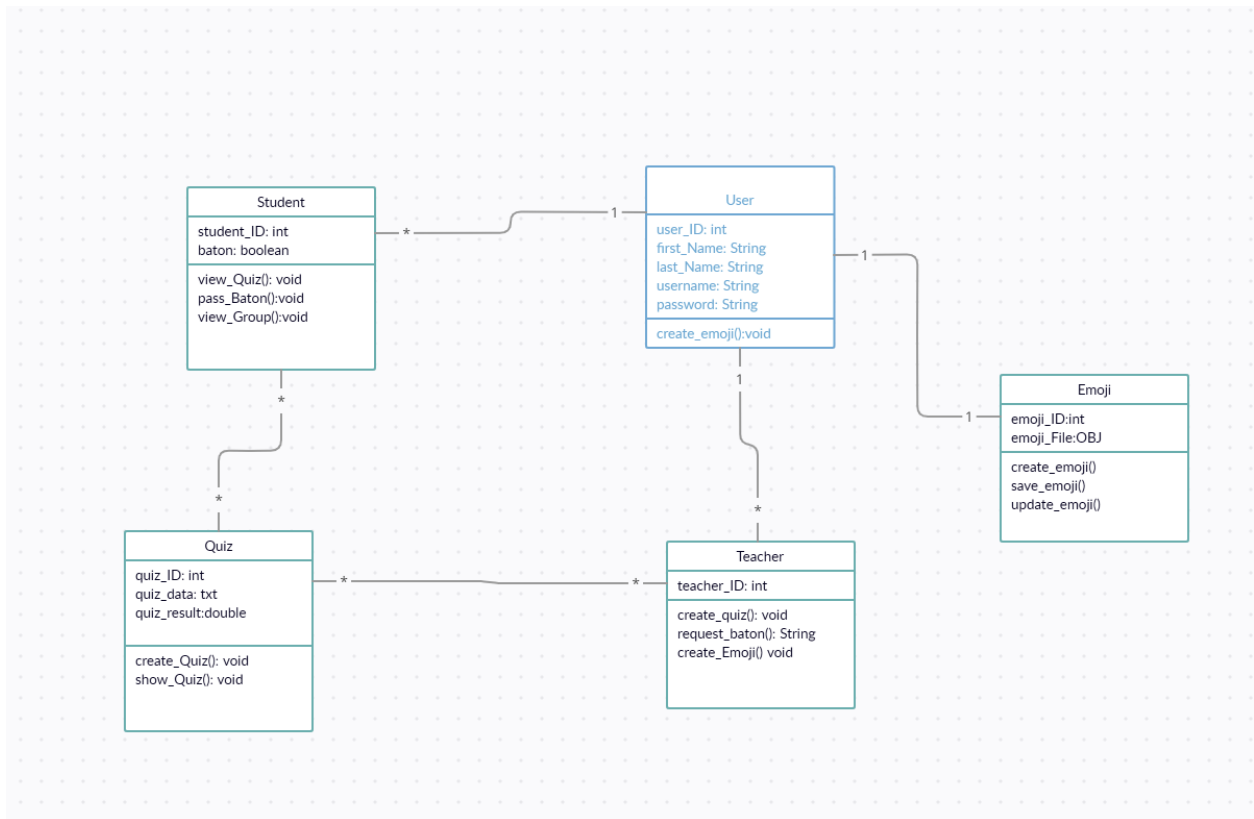 Student
student_ID: int
baton: boolean
view_Quiz(): void
pass_Baton():void
view_Group():void
*
1
User
user_ID: int
first_Name: String
last_Name: String
username: String
password: String
create_emoji():void
1
1
1
*
*
*
Emoji
emoji_ID:int
emoji_File:OBJ
create_emoji()
save_emoji()
update_emoji()
Quiz
quiz_ID: int
quiz_data: txt
quiz_result:double
create_Quiz(): void
show_Quiz(): void
*
*
Teacher
teacher_ID: int
create_quiz(): void
request_baton(): String
create_Emoji() void